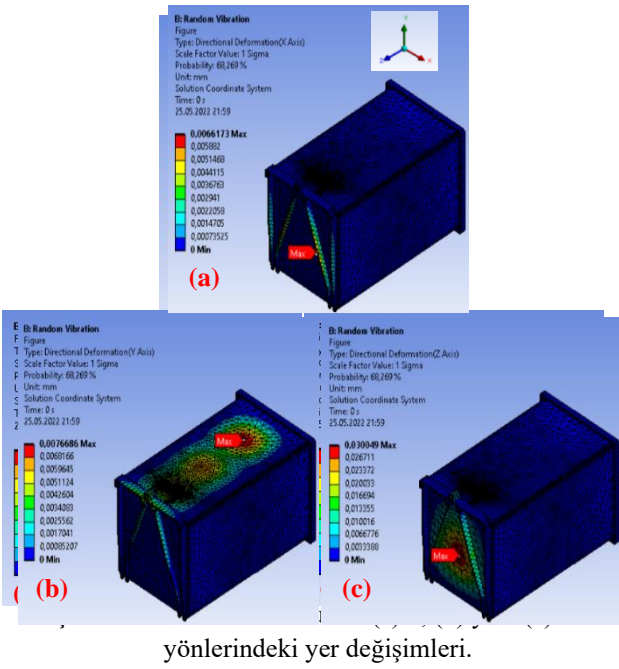 B: Random Vibration
Figure
Type: Directional Deformation(X Axis)
Scale Factor Value: 1 Sigma
Probability: 68,269 %
Unit: mm
Solution Coordinate System
Time: 0 s
25.05.2022 21:59
0,0066173 Max
0,005882
0,0051468
0,0044115
0,0036763
0,002941
0,0022058
0,0014705
0,00073525
0 Min
Y
Z
X
Max
(a)
B: Random Vibration
Figure
Type: Directional Deformation(Y Axis)
Scale Factor Value: 1 Sigma
Probability: 68,269 %
Unit: mm
Solution Coordinate System
Time: 0 s
25.05.2022 21:59
0,0076686 Max
0,0068166
0,0059645
0,0051124
0,0042604
0,0034083
0,0025562
0,0017041
0,00085207
0 Min
Max
(b)
B: Random Vibration
Figure
Type: Directional Deformation(Z Axis)
Scale Factor Value: 1 Sigma
Probability: 68,269 %
Unit: mm
Solution Coordinate System
Time: 0 s
25.05.2022 21:59
0,030049 Max
0,026711
0,023372
0,020033
0,016694
0,013355
0,010016
0,0066776
0,0033388
0 Min
Max
(c)
yönlerindeki yer değişimleri.